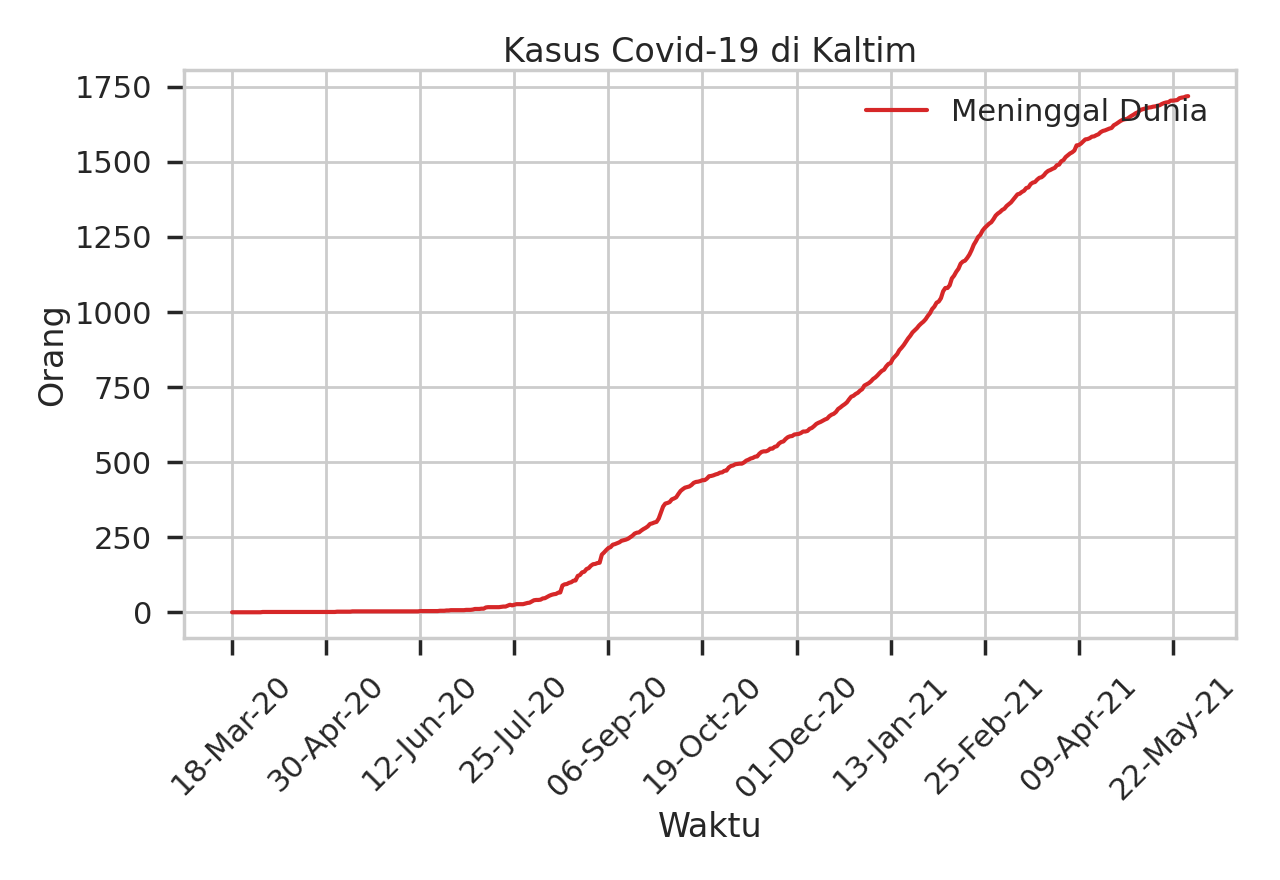 Kasus Covid-19 di Kaltim
Meninggal Dunia
Orang
1750
1500
1250
1000
750
500
250
0
18-Mar-20
30-Apr-20
12-Jun-20
25-Jul-20
06-Sep-20
19-Oct-20
01-Dec-20
13-Jan-21
25-Feb-21
09-Apr-21
22-May-21
Waktu